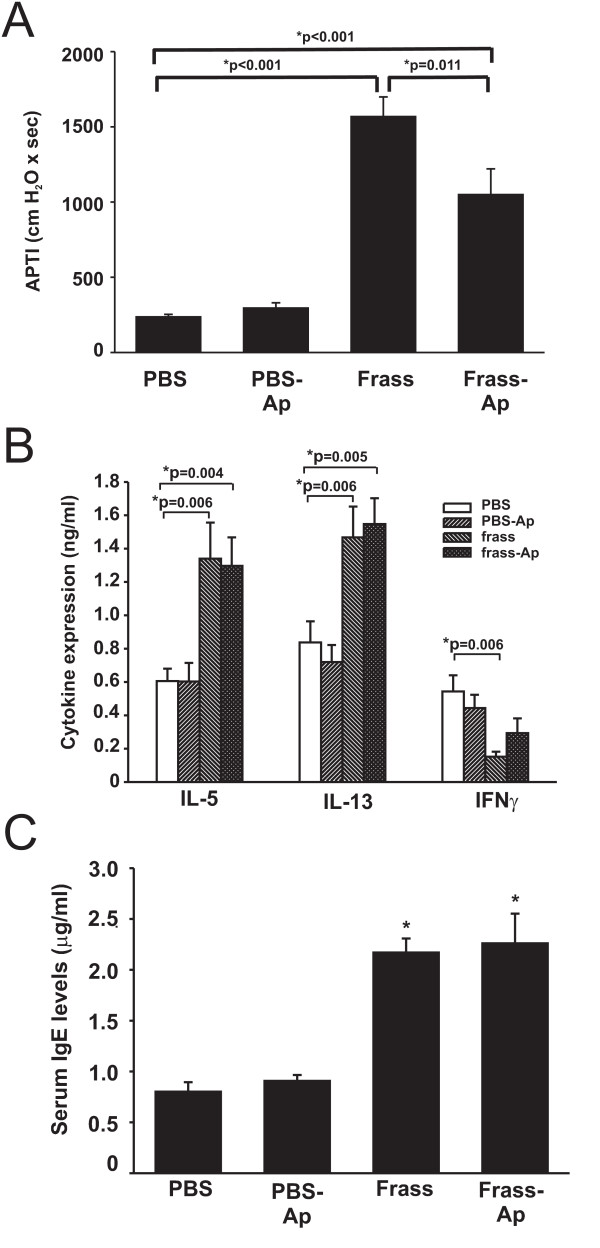 A
*p<0.001
*p<0.001
*p=0.011
2000
1500
1000
500
0
APTI (cm H2O x sec)
PBS
PBS-
Ap
Frass
Frass-
Ap
B
*p=0.004
*p=0.006
*p=0.005
*p=0.006
*p=0.006
1.8
1.6
1.4
1.2
1.0
0.8
0.6
0.4
0.2
0
Cytokine expression (ng/ml)
PBS
PBS-Ap
frass
frass-Ap
IL-5
IL-13
IFNγ
C
3.0
2.5
2.0
1.5
1.0
0.5
0
Serum IgE levels (μg/ml)
*
*
PBS
PBS-
Ap
Frass
Frass-
Ap